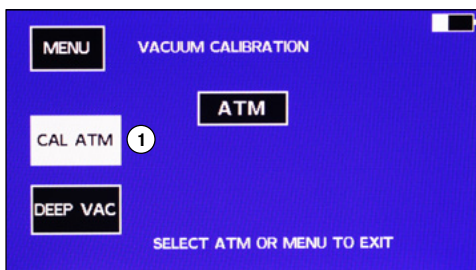 MENU
VACUUM CALIBRATION
ATM
CAL ATM
1
DEEP VAC
SELECT ATM OR MENU TO EXIT